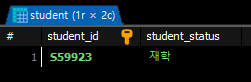 student (1r × 2c)
# student_id student_status
1 S59923 재학